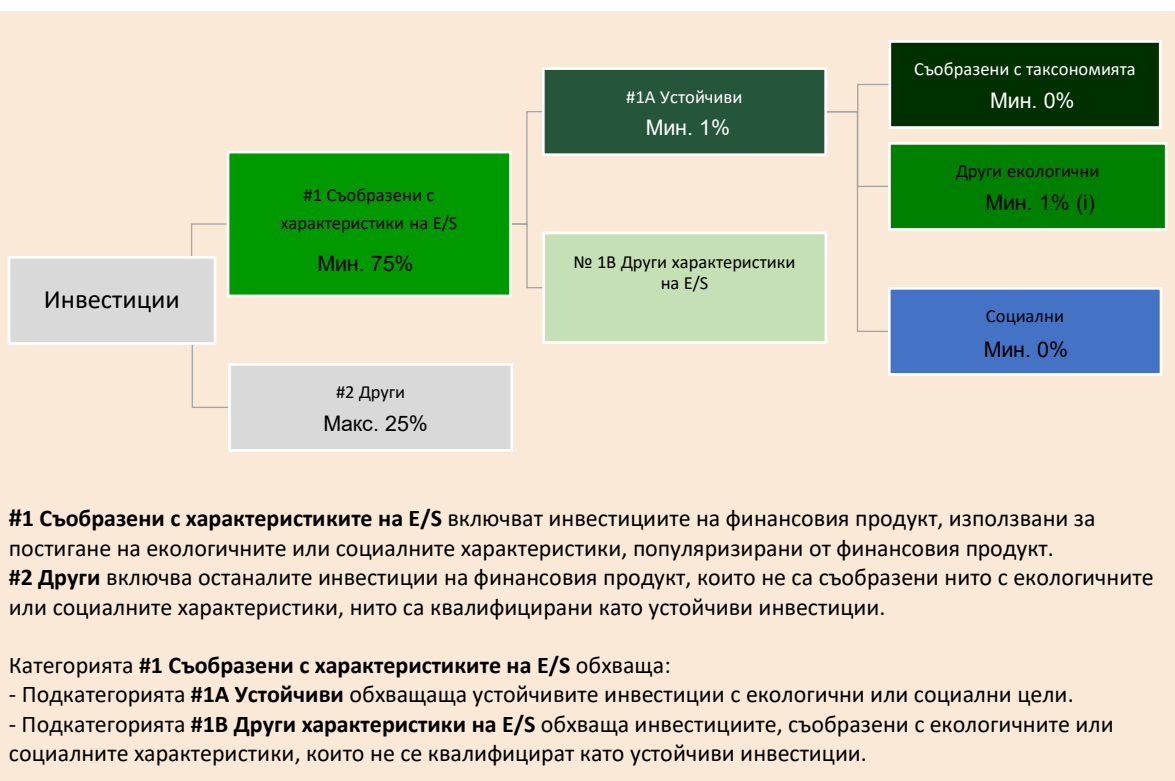 Съобразени с таксономията
Мин. 0%
#1A Устойчиви
Мин. 1%
Други екологични
Мин. 1% (i)
#1 Съобразени с
характеристики на E/S
Мин. 75%
№ 1B Други характеристики
на E/S
Инвестиции
Социални
Мин. 0%
#2 Други
Макс. 25%
#1 Съобразени с характеристиките на E/S включват инвестициите на финансовия продукт, използвани за
постигане на екологичните или социалните характеристики, популяризирани от финансовия продукт.
#2 Други включва останалите инвестиции на финансовия продукт, които не са съобразени нито с екологичните
или социалните характеристики, нито са квалифицирани като устойчиви инвестиции.
Категорията #1 Съобразени с характеристиките на E/S обхваща:
- Подкатегорията #1A Устойчиви обхващаща устойчивите инвестиции с екологични или социални цели.
- Подкатегорията #1B Други характеристики на E/S обхваща инвестициите, съобразени с екологичните или
социалните характеристики, които не се квалифицират като устойчиви инвестиции.